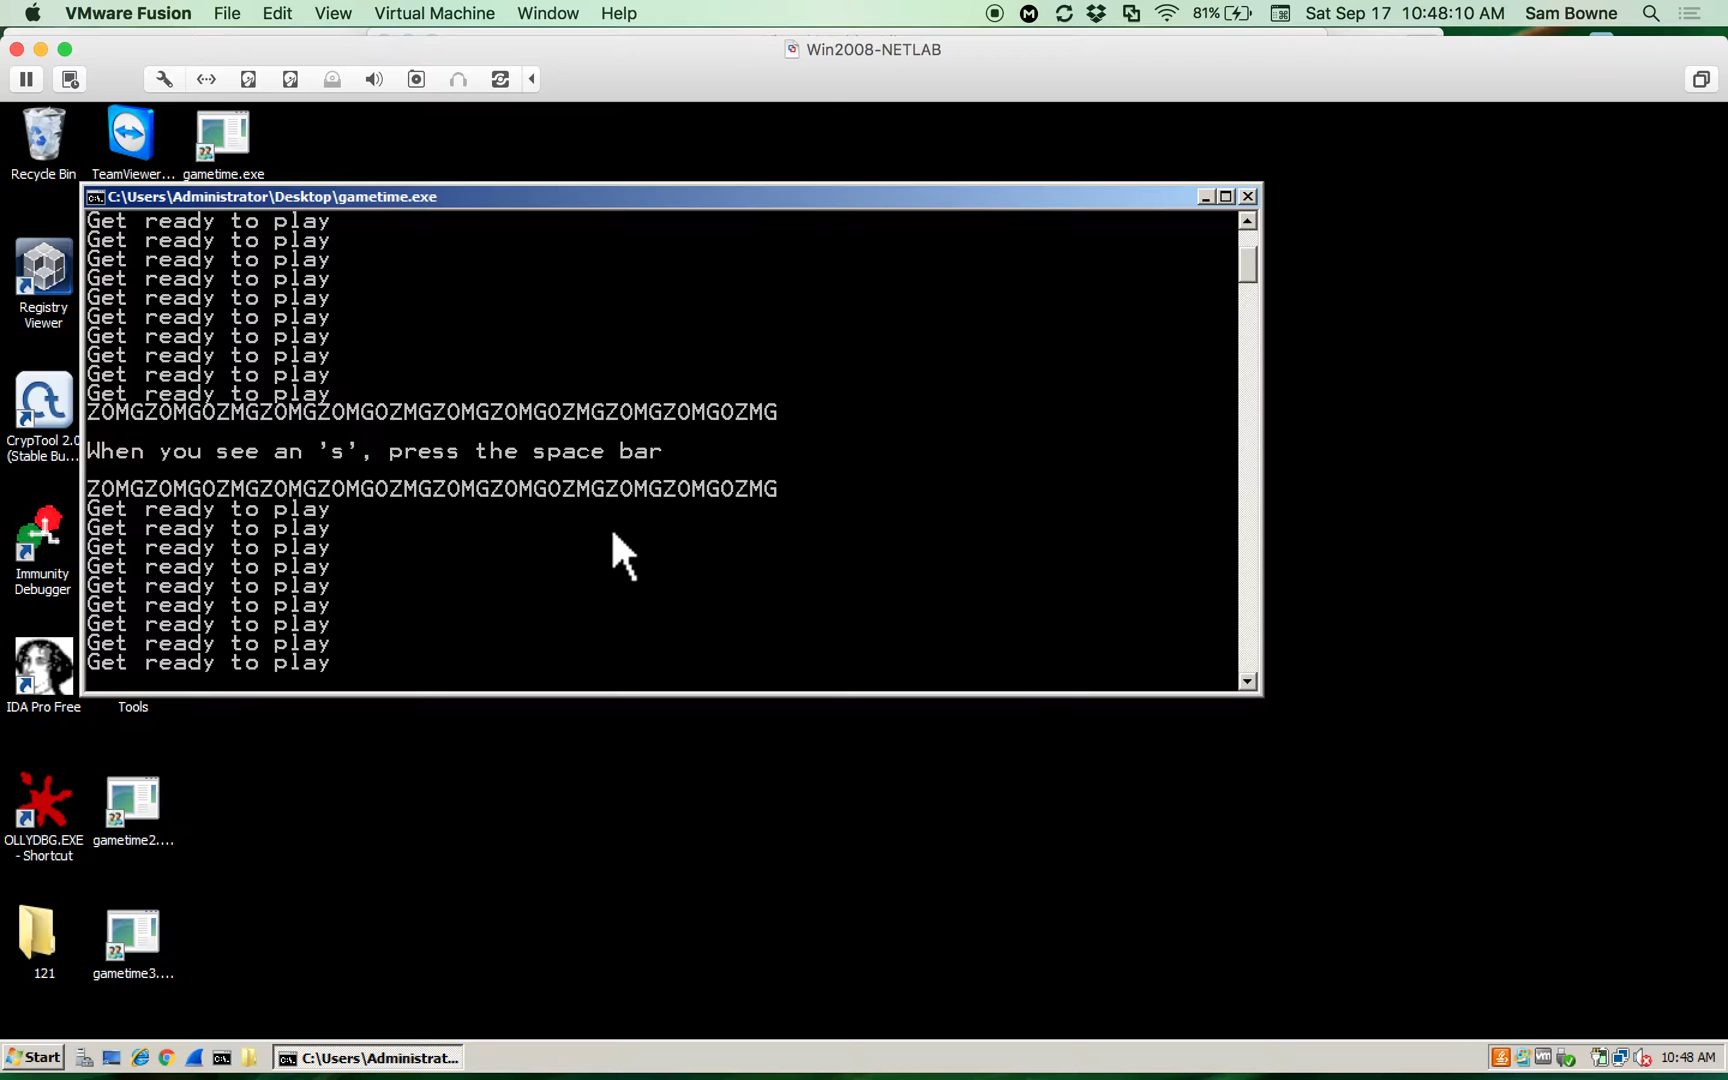 VMware Fusion File Edit View Virtual Machine Window Help 81% Sat Sep 17 10:48:10 AM Sam Bowne
Win2008-NETLAB
Recycle Bin
TeamViewer...
gametime.exe
C:\Users\Administrator\Desktop\gametime.exe
Get ready to play
Get ready to play
Get ready to play
Get ready to play
Get ready to play
Get ready to play
Get ready to play
Get ready to play
Get ready to play
Get ready to play
ZOMGZOMGOZMGZOMGZOMGOZMGZOMGZOMGOZMGZOMGZOMGOZMG
When you see an 's', press the space bar
ZOMGZOMGOZMGZOMGZOMGOZMGZOMGZOMGOZMGZOMGZOMGOZMG
Get ready to play
Get ready to play
Get ready to play
Get ready to play
Get ready to play
Get ready to play
Get ready to play
Get ready to play
Get ready to play
Registry
Viewer
CrypTool 2.0
(Stable Bu...
Immunity
Debugger
IDA Pro Free
Tools
OLLYDBG.EXE
- Shortcut
gametime2....
121
gametime3....
Start
C:\Users\Administrat...
10:48 AM